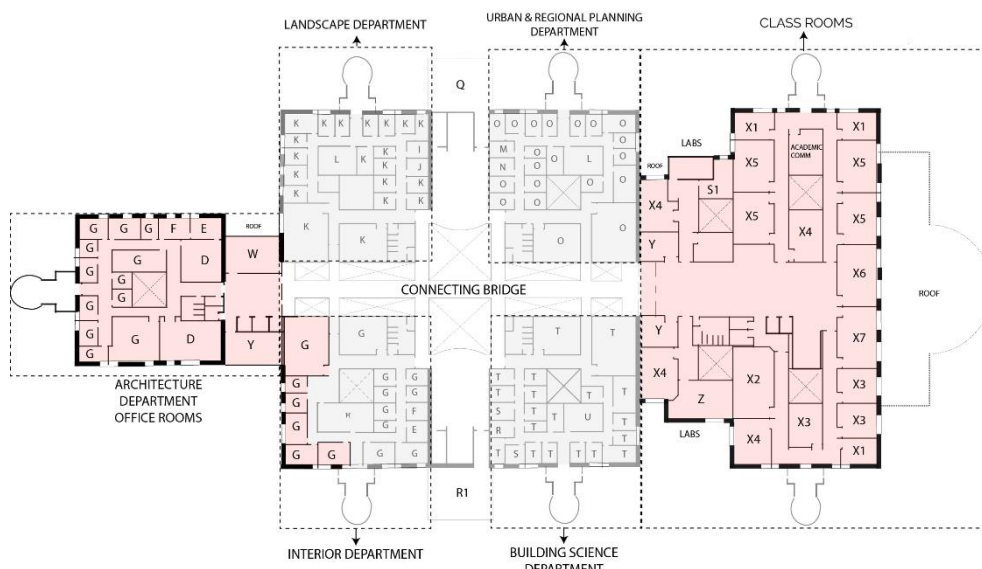 LANDSCAPE DEPARTMENT
URBAN & REGIONAL PLANNING
DEPARTMENT
CLASS ROOMS
Q
K K K K K K K
K
K
K
K
K
L
K
K
I
J
K
K
K
K
K
K
O O O O O O
M
N
O
O
O
O
L
O
O
O
O
O
O
O
O
LABS
ROOF
X4
S1
Y
X1
X5
X5
ACADEMIC
COMM
X4
X1
X5
X5
X6
X7
X3
X3
X1
ROOF
G G G F E
ROOF
G
G
G
G
G
G
G
G
G
D
W
G
D
Y
CONNECTING BRIDGE
G
G
G
G
G G
G
G
G
G
G
G
F
E
G G
T
T
T
T
S
R
T
T
T
T
T
T
U
T
T
T
T S T T T
Y
X4
Z
X2
X4
X3
LABS
ARCHITECTURE
DEPARTMENT
OFFICE ROOMS
R1
INTERIOR DEPARTMENT
BUILDING SCIENCE
DEPARTMENT